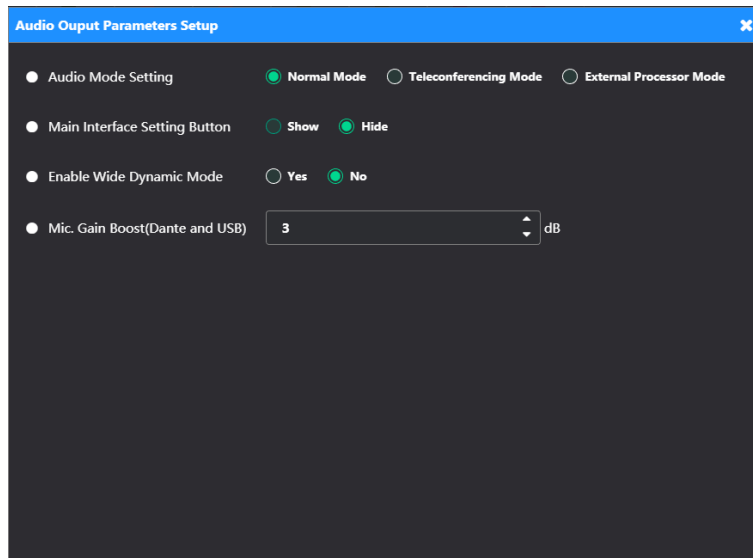 Audio Ouput Parameters Setup
Audio Mode Setting Normal Mode Teleconferencing Mode External Processor Mode
Main Interface Setting Button Show Hide
Enable Wide Dynamic Mode Yes No
Mic. Gain Boost(Dante and USB) 3 dB